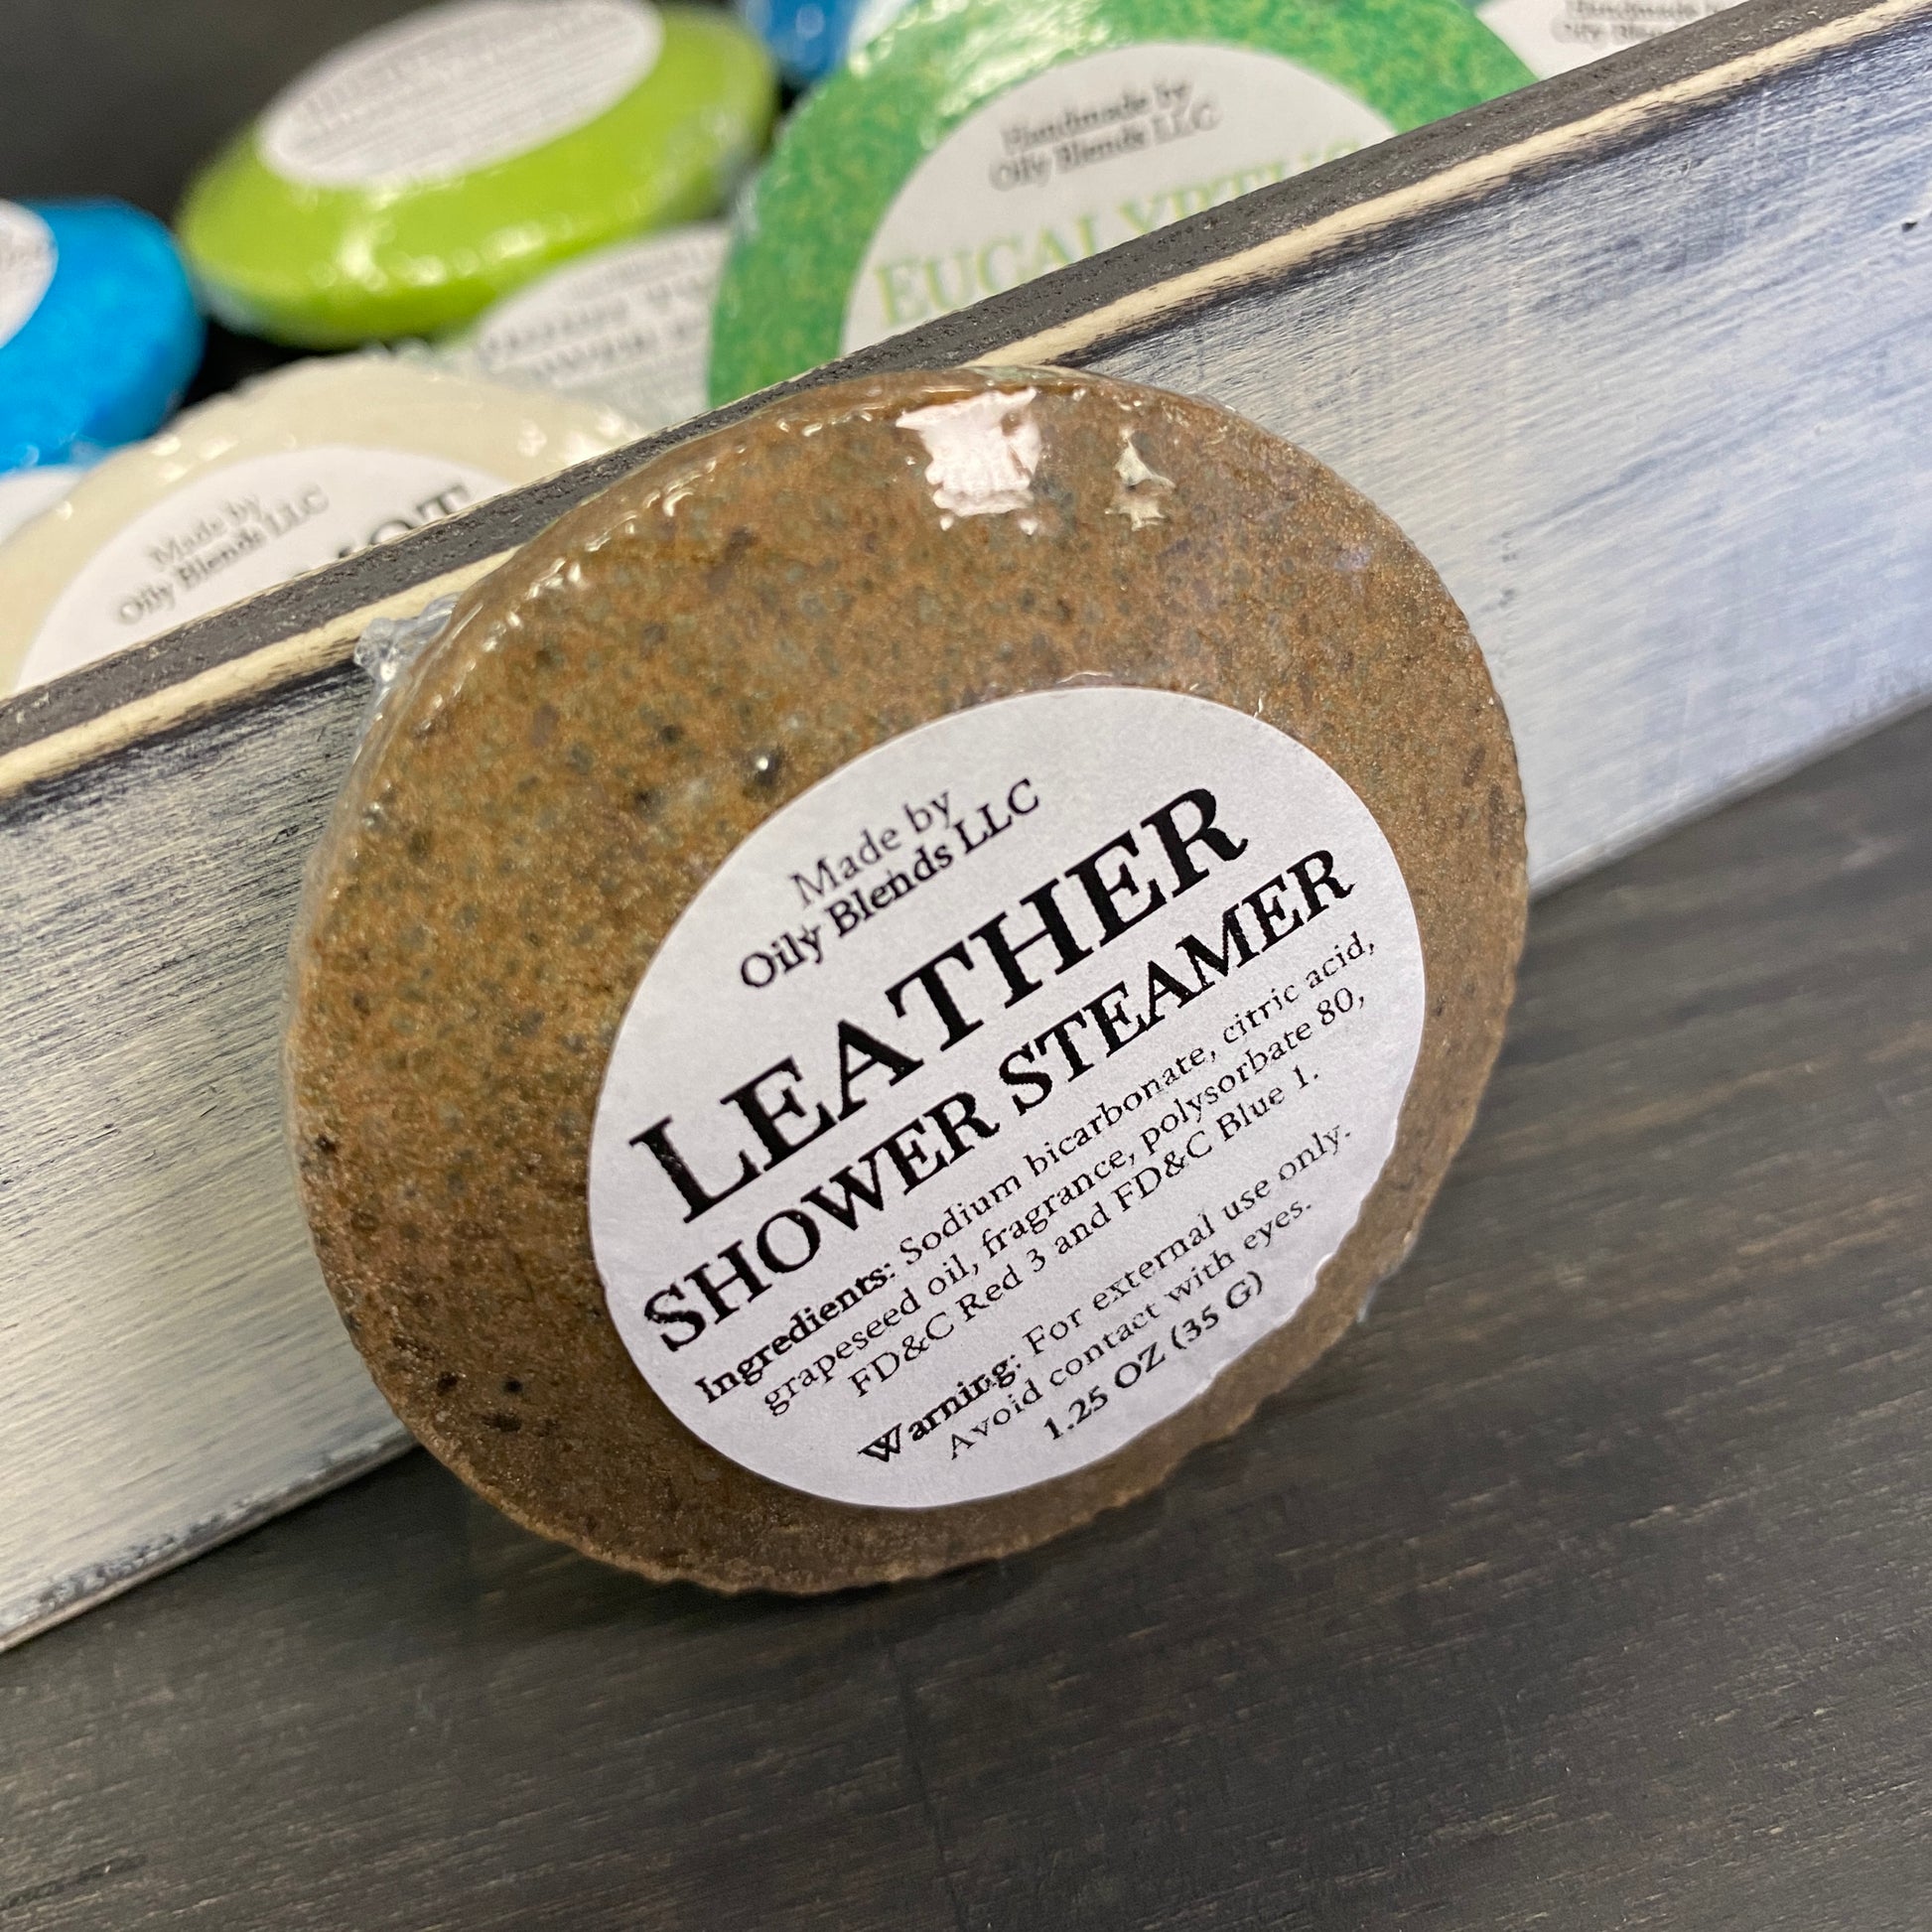 Handmade by
Oily Blends LLC
EUCALYPTUS
Made by
Oily Blends LLC
Made by
Oily Blends LLC
LEATHER
SHOWER STEAMER
Ingredients: Sodium bicarbonate, citric acid,
grapeseed oil, fragrance, polysorbate 80,
FD&C Red 3 and FD&C Blue 1.
Warning: For external use only.
Avoid contact with eyes.
1.25 OZ (35 G)